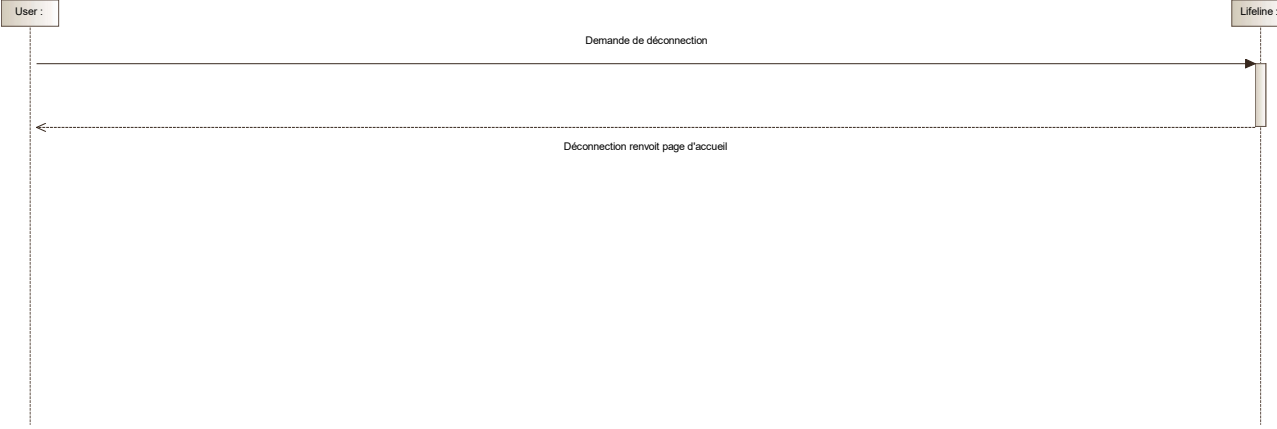 User :
Lifeline :
Demande de déconnection
Déconnection renvoit page d'accueil